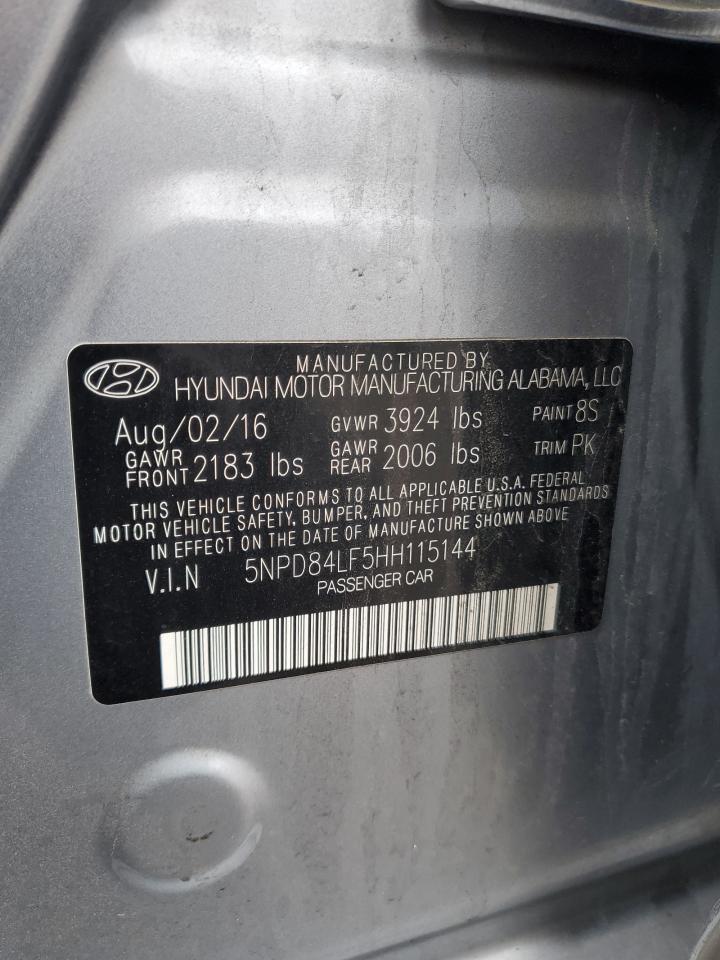 MANUFACTURED BY
HYUNDAI MOTOR MANUFACTURING ALABAMA, LLC
Aug/02/16 GVWR 3924 lbs PAINT 8S
GAWR FRONT 2183 lbs GAWR REAR 2006 lbs TRIM PK
THIS VEHICLE CONFORMS TO ALL APPLICABLE U.S.A. FEDERAL
MOTOR VEHICLE SAFETY, BUMPER, AND THEFT PREVENTION STANDARDS
IN EFFECT ON THE DATE OF MANUFACTURE SHOWN ABOVE
V.I.N 5NPD84LF5HH115144
PASSENGER CAR